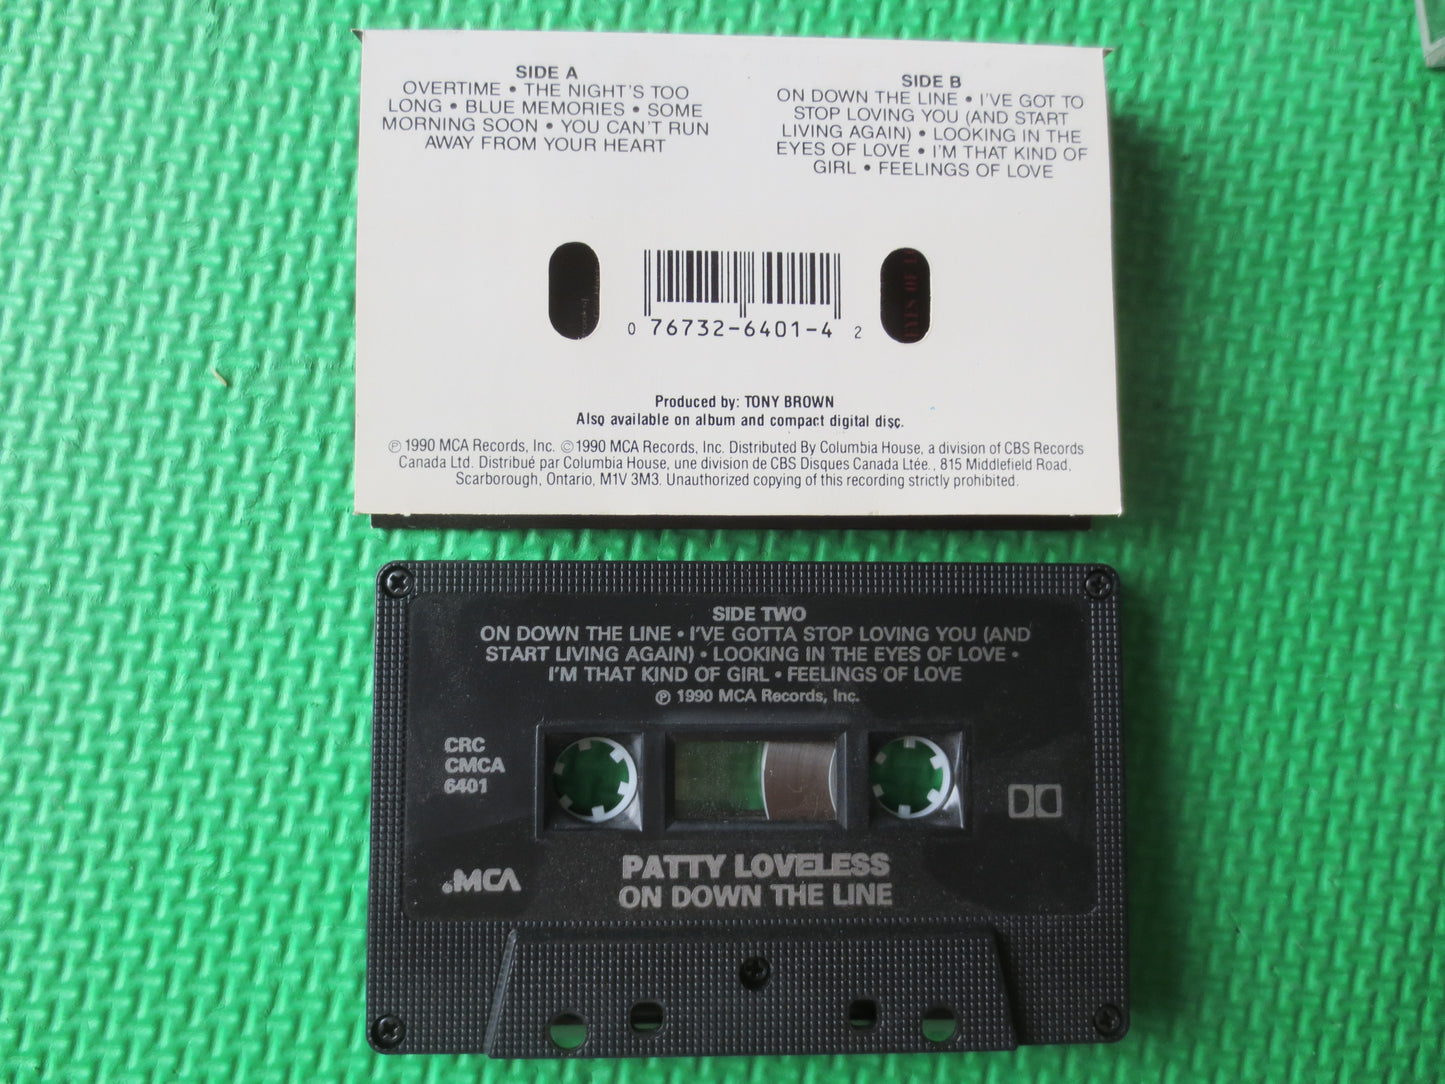 SIDE A
OVERTIME • THE NIGHT'S TOO
LONG • BLUE MEMORIES • SOME
MORNING SOON • YOU CAN'T RUN
AWAY FROM YOUR HEART
SIDE B
ON DOWN THE LINE • I'VE GOT TO
STOP LOVING YOU (AND START
LIVING AGAIN) • LOOKING IN THE
EYES OF LOVE • I'M THAT KIND OF
GIRL • FEELINGS OF LOVE
0 76732-6401-4 2
EYES OF
Produced by: TONY BROWN
Also available on album and compact digital disc.
℗ 1990 MCA Records, Inc. © 1990 MCA Records, Inc. Distributed By Columbia House, a division of CBS Records
Canada Ltd. Distribué par Columbia House, une division de CBS Disques Canada Ltée., 815 Middlefield Road,
Scarborough, Ontario, M1V 3M3. Unauthorized copying of this recording strictly prohibited.
SIDE TWO
ON DOWN THE LINE • I'VE GOTTA STOP LOVING YOU (AND
START LIVING AGAIN) • LOOKING IN THE EYES OF LOVE •
I'M THAT KIND OF GIRL • FEELINGS OF LOVE
℗ 1990 MCA Records, Inc.
CRC
CMCA
6401
.MCA
PATTY LOVELESS
ON DOWN THE LINE